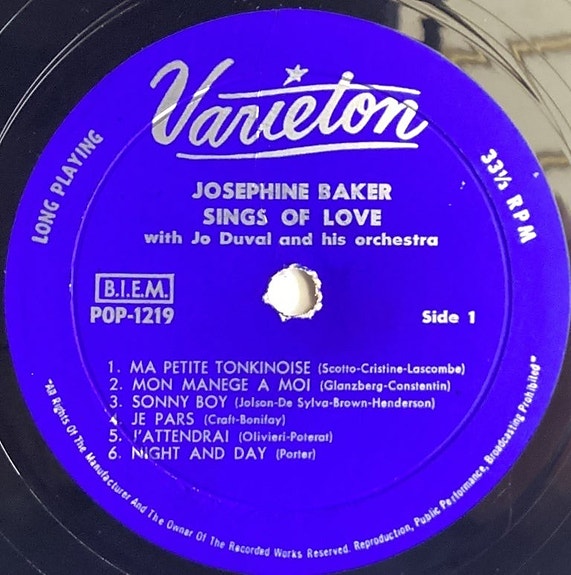 Varieton
LONG PLAYING
33⅓ RPM
JOSEPHINE BAKER
SINGS OF LOVE
with Jo Duval and his orchestra
B.I.E.M.
POP-1219
Side 1
1. MA PETITE TONKINOISE (Scotto-Cristine-Lascombe)
2. MON MANEGE A MOI (Glanzberg-Constentin)
3. SONNY BOY (Jolson-De Sylva-Brown-Henderson)
4. JE PARS (Craft-Bonifay)
5. J'ATTENDRAI (Olivieri-Poterat)
6. NIGHT AND DAY (Porter)
"All Rights Of The Manufacturer And The Owner Of The Recorded Works Reserved. Reproduction, Public Performance, Broadcasting Prohibited"